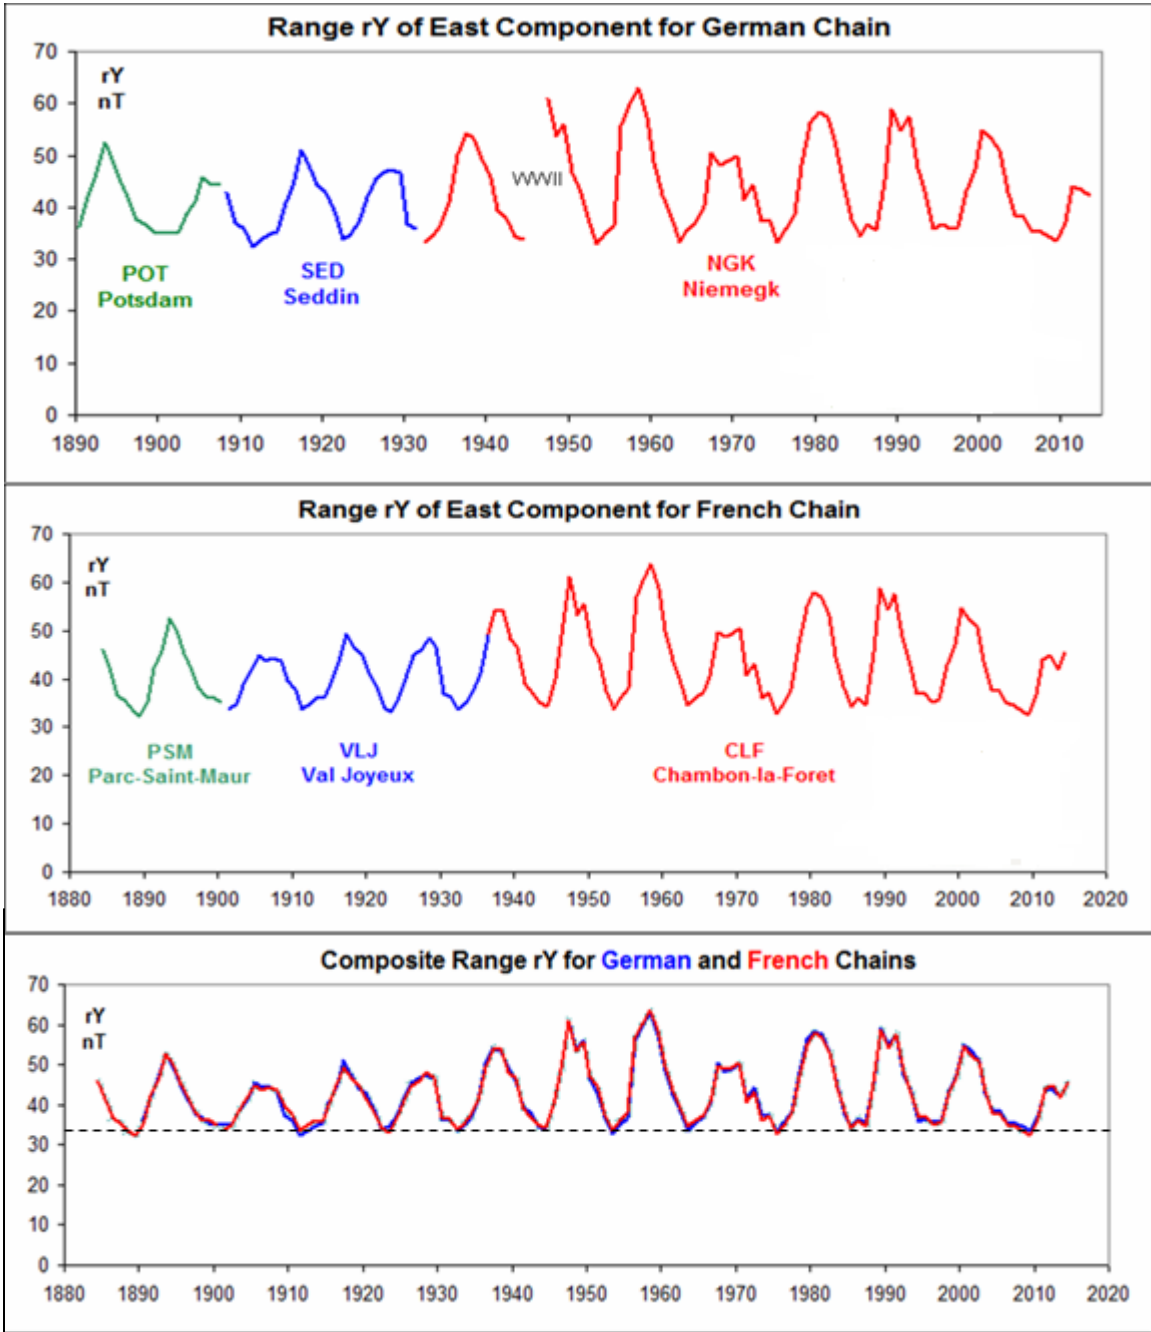 Range rY of East Component for German Chain
70
60
50
40
30
20
10
0
rY
nT
WWII
POT
Potsdam
SED
Seddin
NGK
Niemegk
1890 1900 1910 1920 1930 1940 1950 1960 1970 1980 1990 2000 2010
Range rY of East Component for French Chain
70
60
50
40
30
20
10
0
rY
nT
PSM
Parc-Saint-Maur
VLJ
Val Joyeux
CLF
Chambon-la-Foret
1880 1890 1900 1910 1920 1930 1940 1950 1960 1970 1980 1990 2000 2010 2020
Composite Range rY for German and French Chains
70
60
50
40
30
20
10
0
rY
nT
1880 1890 1900 1910 1920 1930 1940 1950 1960 1970 1980 1990 2000 2010 2020